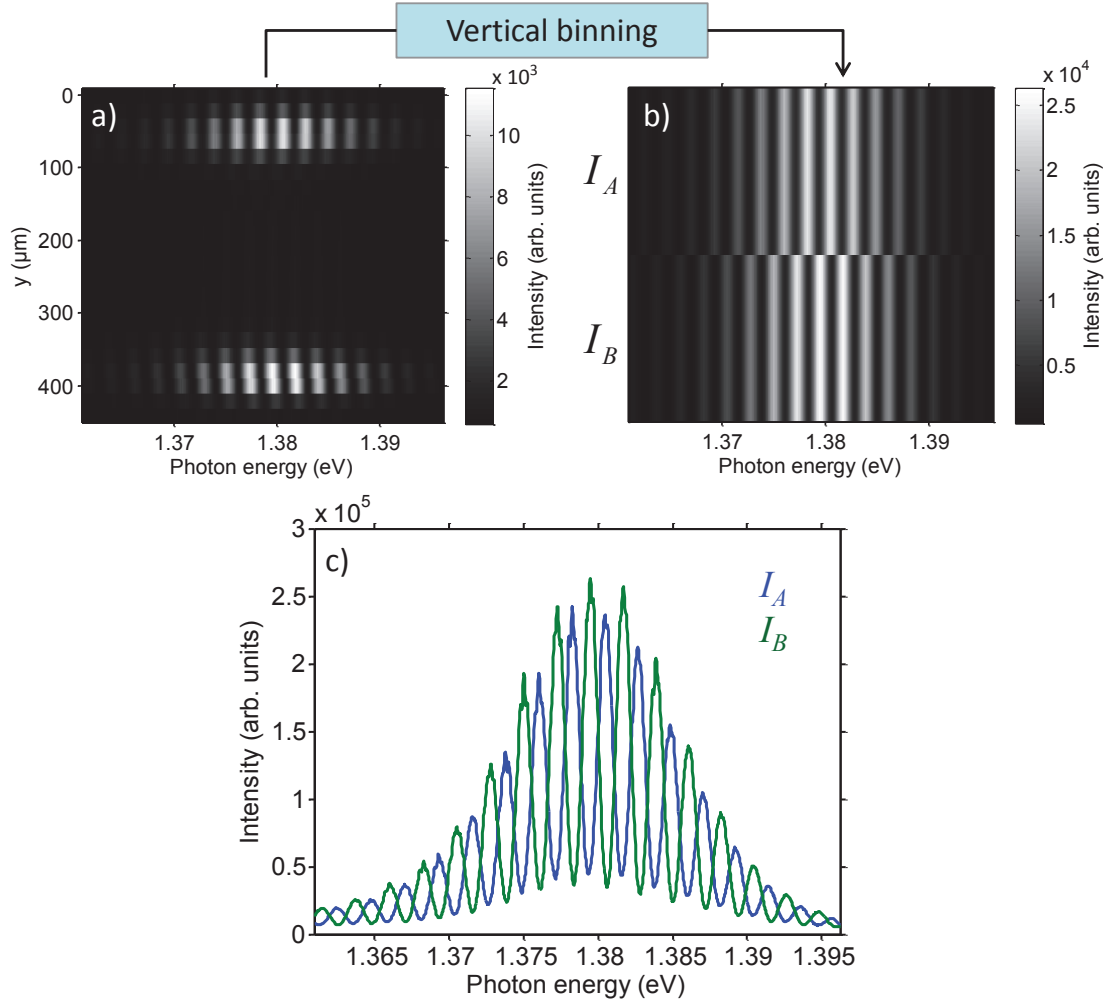 Vertical binning
a)
0
100
200
300
400
y (μm)
1.37 1.38 1.39
Photon energy (eV)
x 10³
10
8
6
4
2
Intensity (arb. units)
b)
I_A
I_B
1.37 1.38 1.39
Photon energy (eV)
x 10⁴
2.5
2
1.5
1
0.5
Intensity (arb. units)
x 10⁵
c)
3
2.5
2
1.5
1
0.5
0
Intensity (arb. units)
I_A
I_B
1.365 1.37 1.375 1.38 1.385 1.39 1.395
Photon energy (eV)